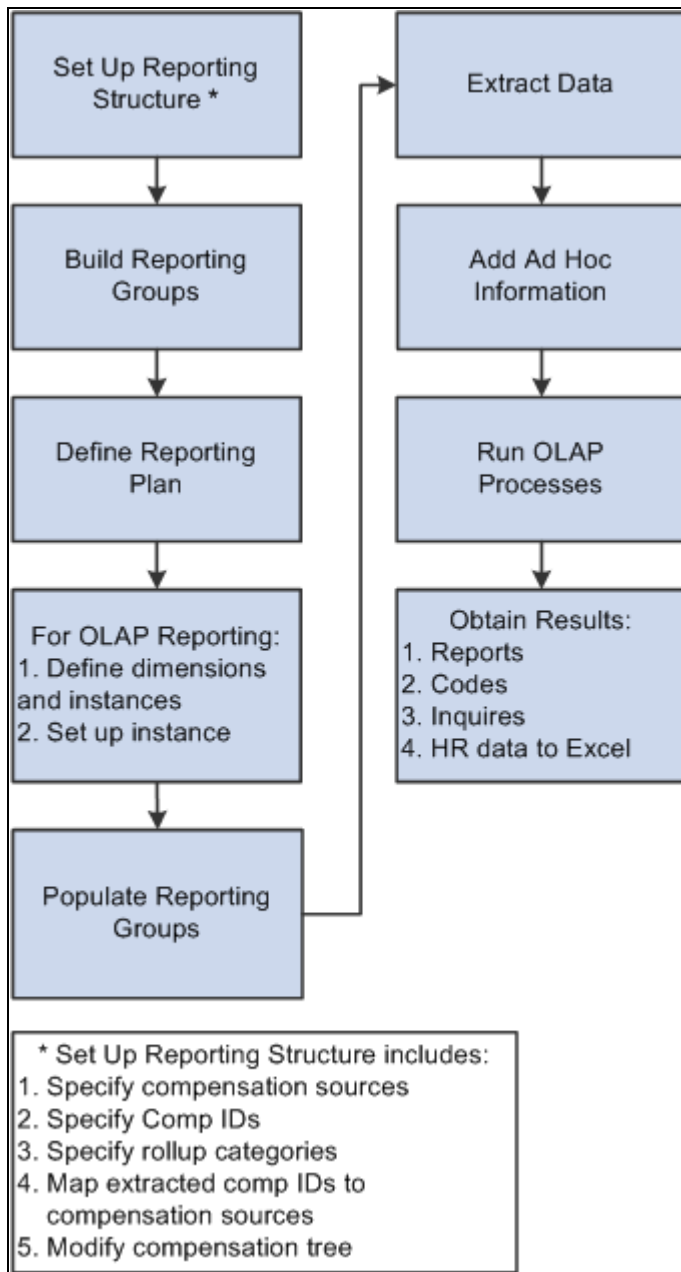 Set Up Reporting
Structure *
Build Reporting
Groups
Define Reporting
Plan
For OLAP Reporting:
1. Define dimensions
and instances
2. Set up instance
Populate Reporting
Groups
Extract Data
Add Ad Hoc
Information
Run OLAP
Processes
Obtain Results:
1. Reports
2. Codes
3. Inquires
4. HR data to Excel
* Set Up Reporting Structure includes:
1. Specify compensation sources
2. Specify Comp IDs
3. Specify rollup categories
4. Map extracted comp IDs to
compensation sources
5. Modify compensation tree